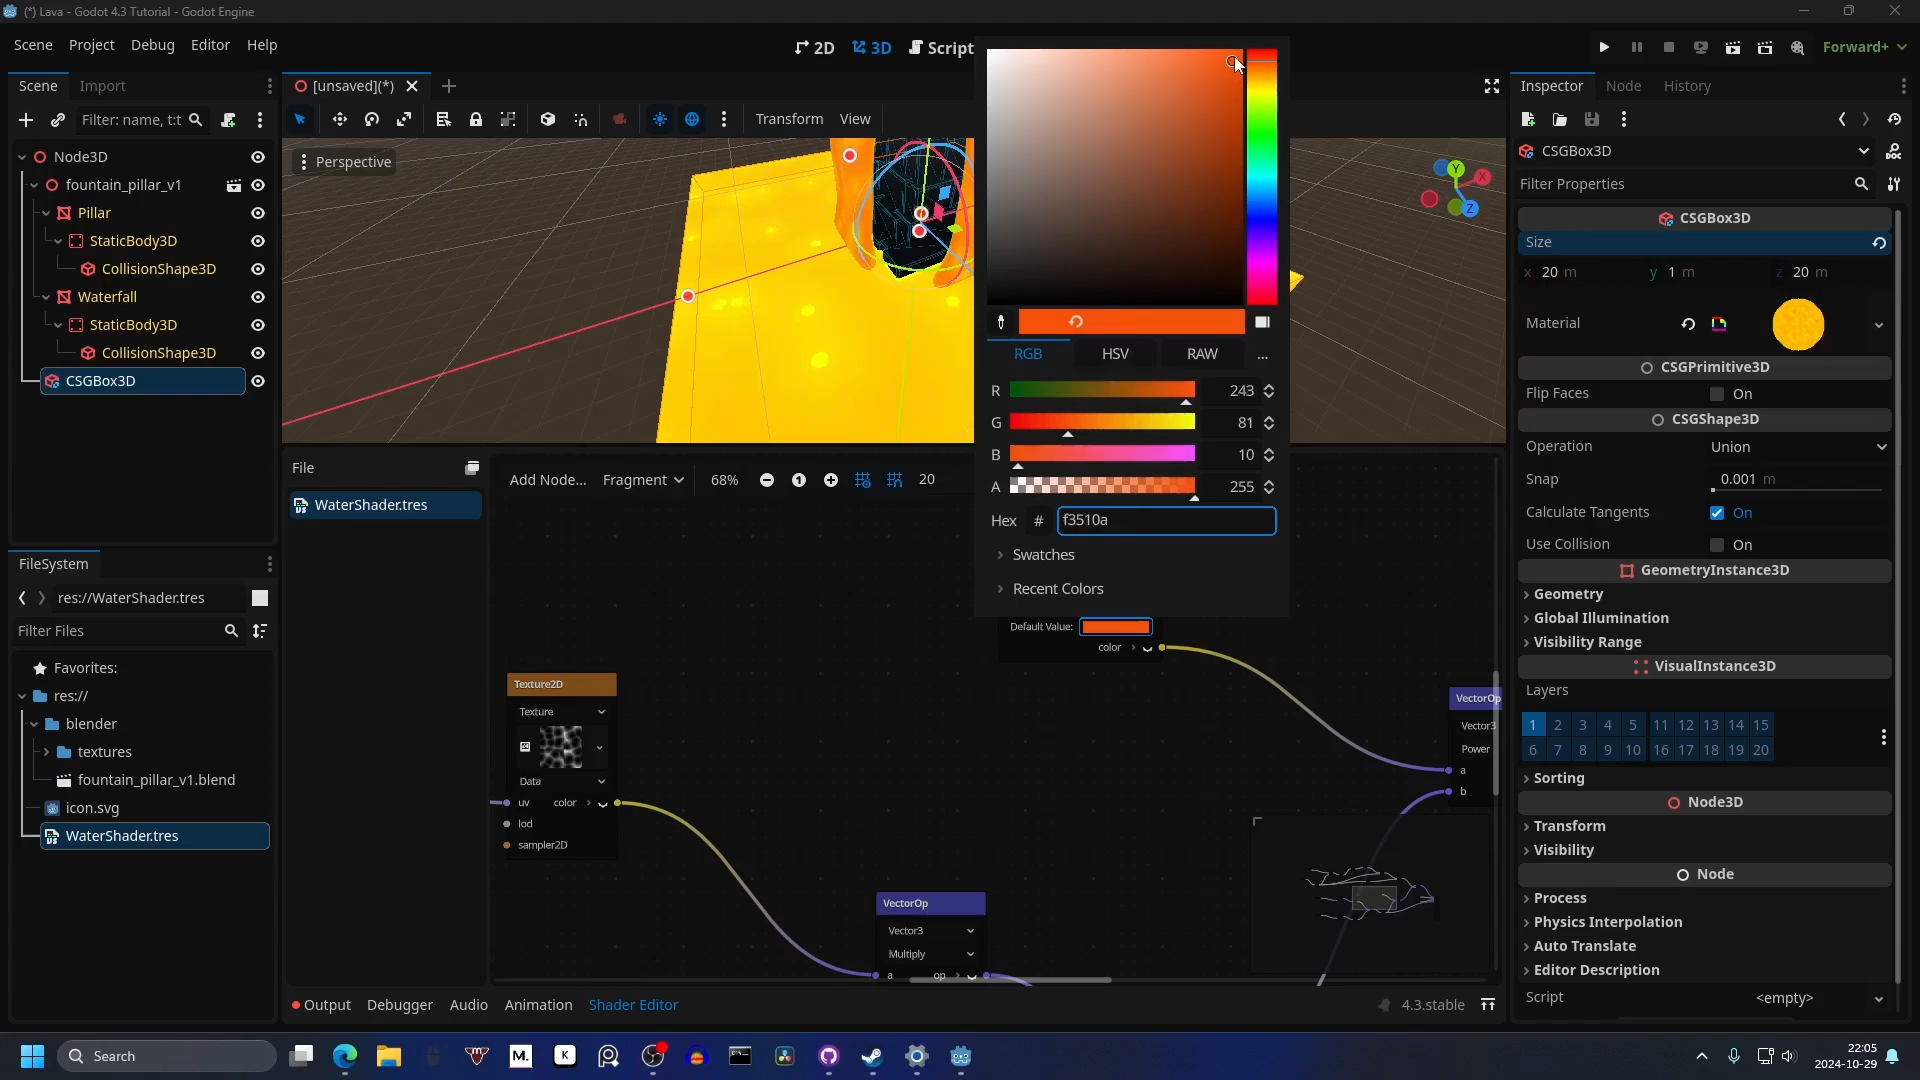 (*) Lava - Godot 4.3 Tutorial - Godot Engine
Scene Project Debug Editor Help
2D 3D Script
Forward+
Scene Import
[unsaved](*)
Inspector Node History
Filter: name, t:t
Transform View
CSGBox3D
Filter Properties
Node3D
fountain_pillar_v1
Pillar
StaticBody3D
CollisionShape3D
Waterfall
StaticBody3D
CollisionShape3D
CSGBox3D
Perspective
Y X Z
RGB HSV RAW ...
R 243
G 81
B 10
A 255
Hex # f3510a
Swatches
Recent Colors
CSGBox3D
Size
x 20 m y 1 m z 20 m
Material
CSGPrimitive3D
Flip Faces On
CSGShape3D
Operation Union
Snap 0.001 m
Calculate Tangents On
Use Collision On
GeometryInstance3D
Geometry
Global Illumination
Visibility Range
VisualInstance3D
Layers
1 2 3 4 5 11 12 13 14 15
6 7 8 9 10 16 17 18 19 20
Sorting
Node3D
Transform
Visibility
Node
Process
Physics Interpolation
Auto Translate
Editor Description
Script <empty>
File
WaterShader.tres
Add Node... Fragment 68% 1 20
Default Value:
color
Texture2D
Texture
Data
uv color
lod
sampler2D
VectorOp
Vector3
Multiply
a op
VectorOp
Vector3
Power
a
b
FileSystem
res://WaterShader.tres
Filter Files
Favorites:
res://
blender
textures
fountain_pillar_v1.blend
icon.svg
WaterShader.tres
Output Debugger Audio Animation Shader Editor
4.3.stable
Search
M.
K
22:05
2024-10-29